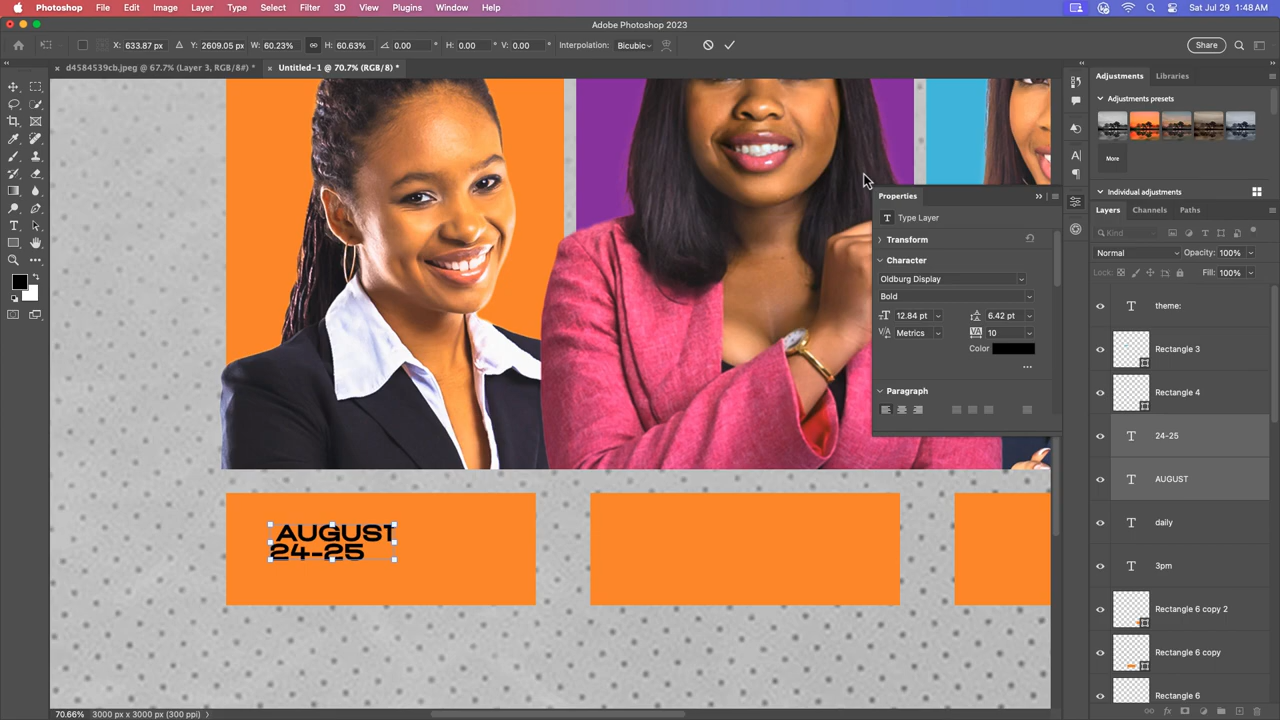 Photoshop File Edit Image Layer Type Select Filter 3D View Plugins Window Help Sat Jul 29 1:48 AM
Adobe Photoshop 2023
X: 633.87 px Y: 2609.05 px W: 60.23% H: 60.63% 0.00 ° H: 0.00 ° V: 0.00 ° Interpolation: Bicubic Share
× d4584539cb.jpeg @ 67.7% (Layer 3, RGB/8#) * × Untitled-1 @ 70.7% (RGB/8) *
Adjustments Libraries
Adjustments presets
More
Individual adjustments
Layers Channels Paths
Kind
Normal Opacity: 100%
Lock: Fill: 100%
theme:
Rectangle 3
Rectangle 4
24-25
AUGUST
daily
3pm
Rectangle 6 copy 2
Rectangle 6 copy
Rectangle 6
Properties
T Type Layer
Transform
Character
Oldburg Display
Bold
12.84 pt 6.42 pt
Metrics 10
Color
Paragraph
AUGUST
24-25
70.66% 3000 px x 3000 px (300 ppi)